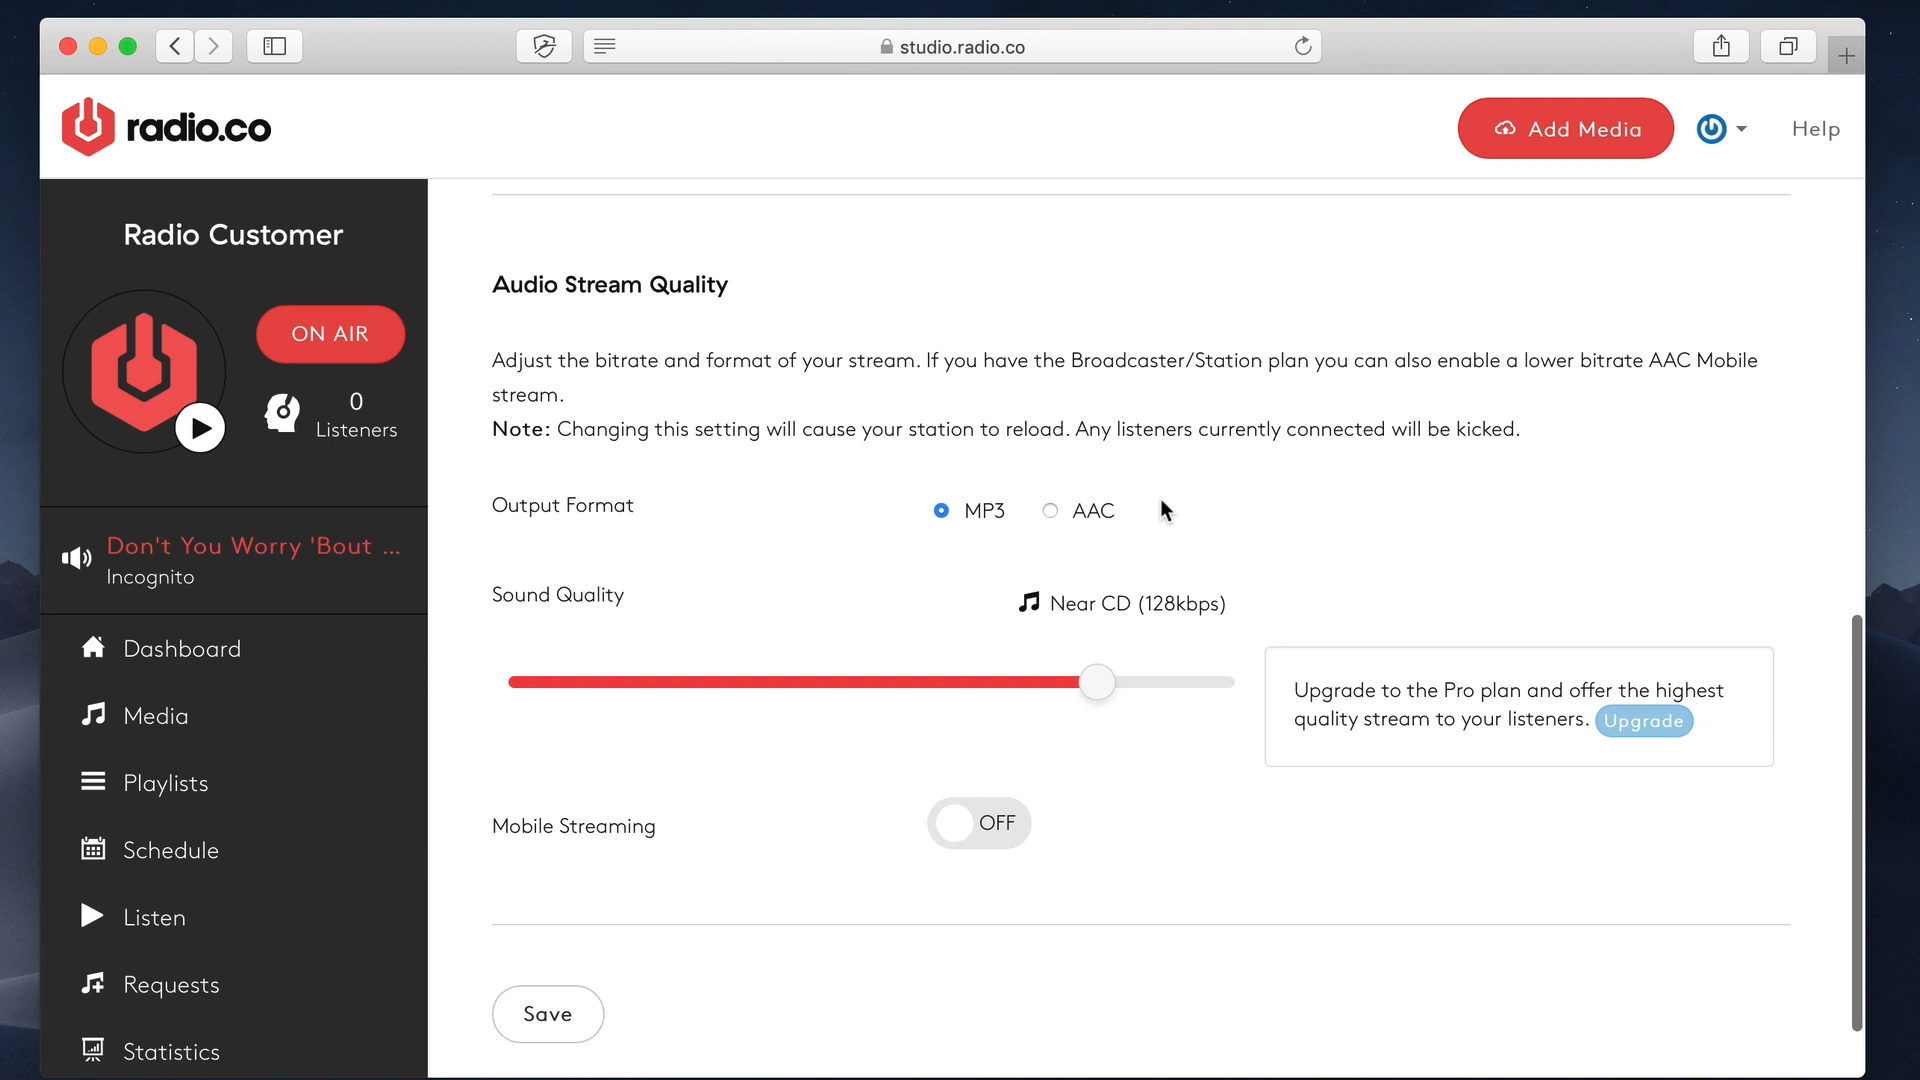 studio.radio.co
radio.co
Add Media
Help
Radio Customer
ON AIR
0
Listeners
Don't You Worry 'Bout ...
Incognito
Dashboard
Media
Playlists
Schedule
Listen
Requests
Statistics
Audio Stream Quality
Adjust the bitrate and format of your stream. If you have the Broadcaster/Station plan you can also enable a lower bitrate AAC Mobile
stream.
Note: Changing this setting will cause your station to reload. Any listeners currently connected will be kicked.
Output Format
MP3
AAC
Sound Quality
Near CD (128kbps)
Upgrade to the Pro plan and offer the highest
quality stream to your listeners. Upgrade
Mobile Streaming
OFF
Save